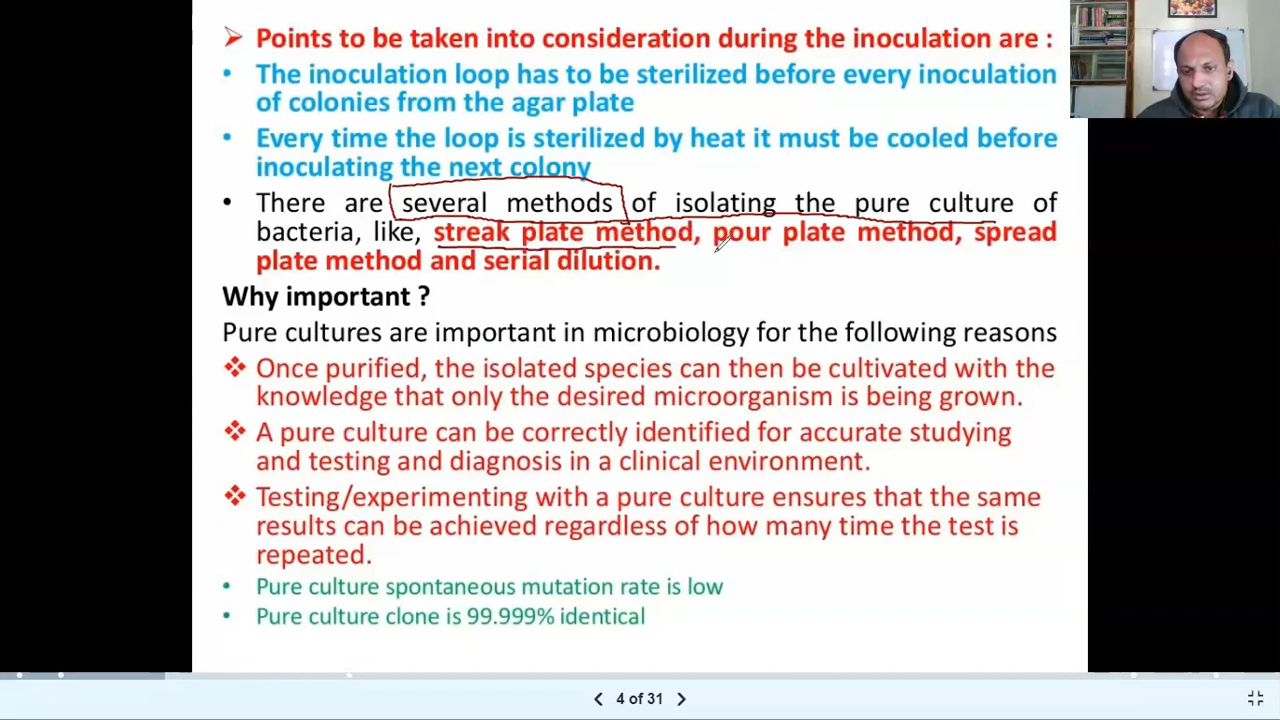 ➢ Points to be taken into consideration during the inoculation are :
• The inoculation loop has to be sterilized before every inoculation
of colonies from the agar plate
• Every time the loop is sterilized by heat it must be cooled before
inoculating the next colony
• There are several methods of isolating the pure culture of
bacteria, like, streak plate method, pour plate method, spread
plate method and serial dilution.
Why important ?
Pure cultures are important in microbiology for the following reasons
❖ Once purified, the isolated species can then be cultivated with the
knowledge that only the desired microorganism is being grown.
❖ A pure culture can be correctly identified for accurate studying
and testing and diagnosis in a clinical environment.
❖ Testing/experimenting with a pure culture ensures that the same
results can be achieved regardless of how many time the test is
repeated.
• Pure culture spontaneous mutation rate is low
• Pure culture clone is 99.999% identical
4 of 31